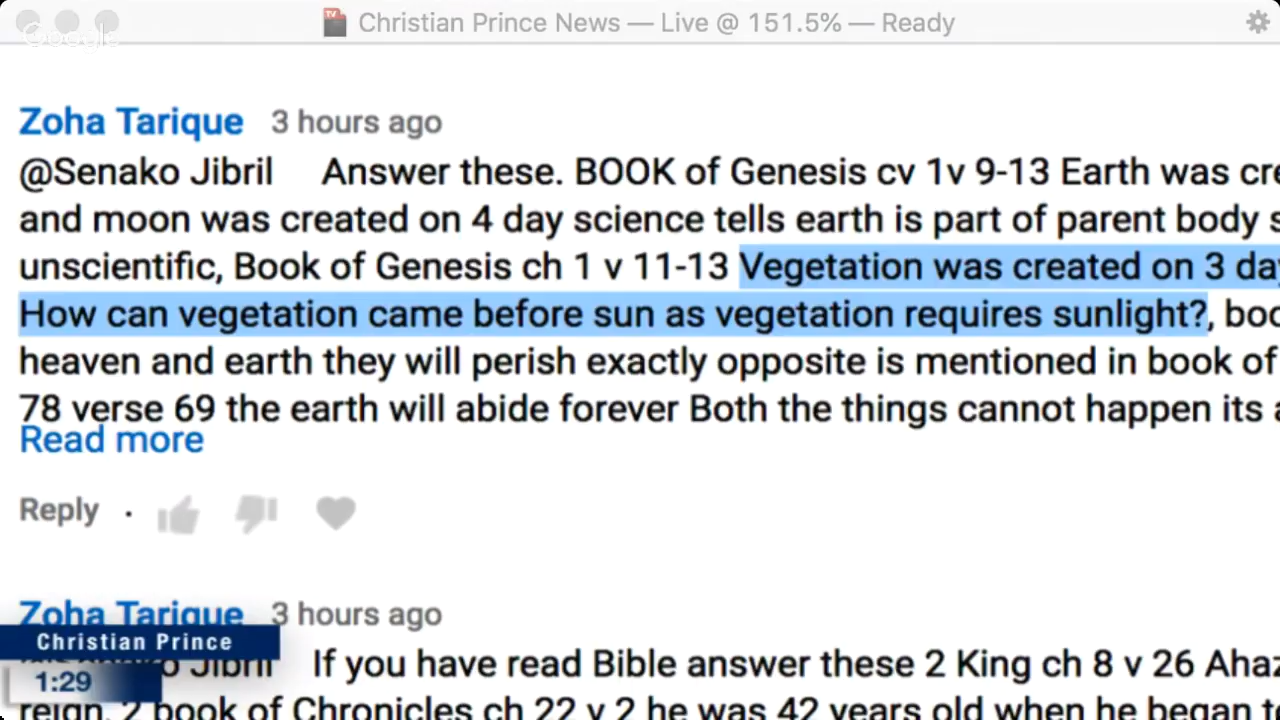 Christian Prince News — Live @ 151.5% — Ready
Google
Zoha Tarique 3 hours ago
@Senako Jibril Answer these. BOOK of Genesis cv 1v 9-13 Earth was cre
and moon was created on 4 day science tells earth is part of parent body s
unscientific, Book of Genesis ch 1 v 11-13 Vegetation was created on 3 day
How can vegetation came before sun as vegetation requires sunlight?, boo
heaven and earth they will perish exactly opposite is mentioned in book of
78 verse 69 the earth will abide forever Both the things cannot happen its a
Read more
Reply ·
Zoha Tarique 3 hours ago
Christian Prince
Jibril If you have read Bible answer these 2 King ch 8 v 26 Ahaz
1:29
reign. 2 book of Chronicles ch 22 v 2 he was 42 years old when he began to